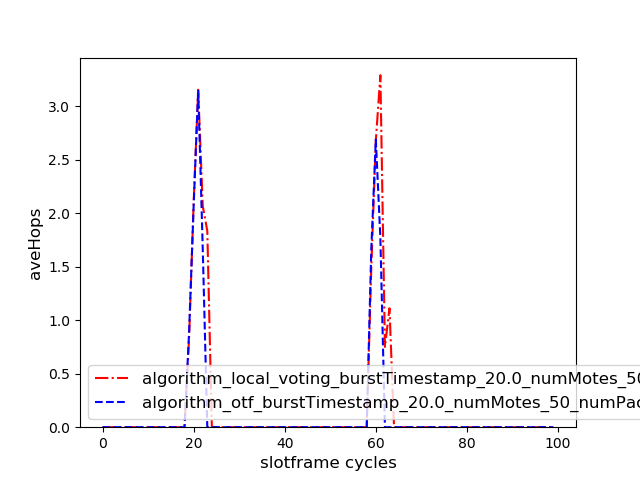 aveHops
3.0
2.5
2.0
1.5
1.0
0.5
0.0
algorithm_local_voting_burstTimestamp_20.0_numMotes_50
algorithm_otf_burstTimestamp_20.0_numMotes_50_numPac
0 20 40 60 80 100
slotframe cycles